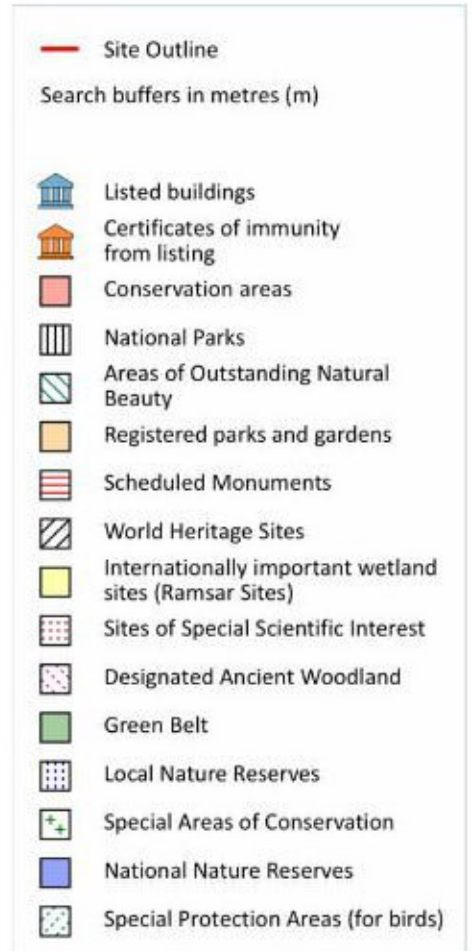 Site Outline
Search buffers in metres (m)
Listed buildings
Certificates of immunity
from listing
Conservation areas
National Parks
Areas of Outstanding Natural
Beauty
Registered parks and gardens
Scheduled Monuments
World Heritage Sites
Internationally important wetland
sites (Ramsar Sites)
Sites of Special Scientific Interest
Designated Ancient Woodland
Green Belt
Local Nature Reserves
Special Areas of Conservation
National Nature Reserves
Special Protection Areas (for birds)